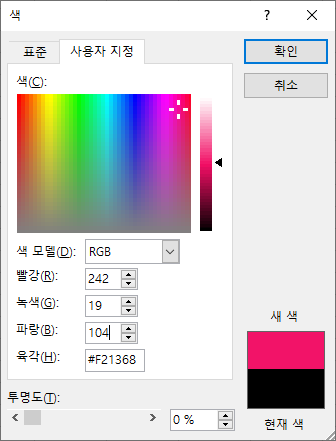 색
?
표준
사용자 지정
확인
취소
색(C):
색 모델(D):
RGB
빨강(R):
242
녹색(G):
19
파랑(B):
104
육각(H):
#F21368
새 색
현재 색
투명도(T):
0 %